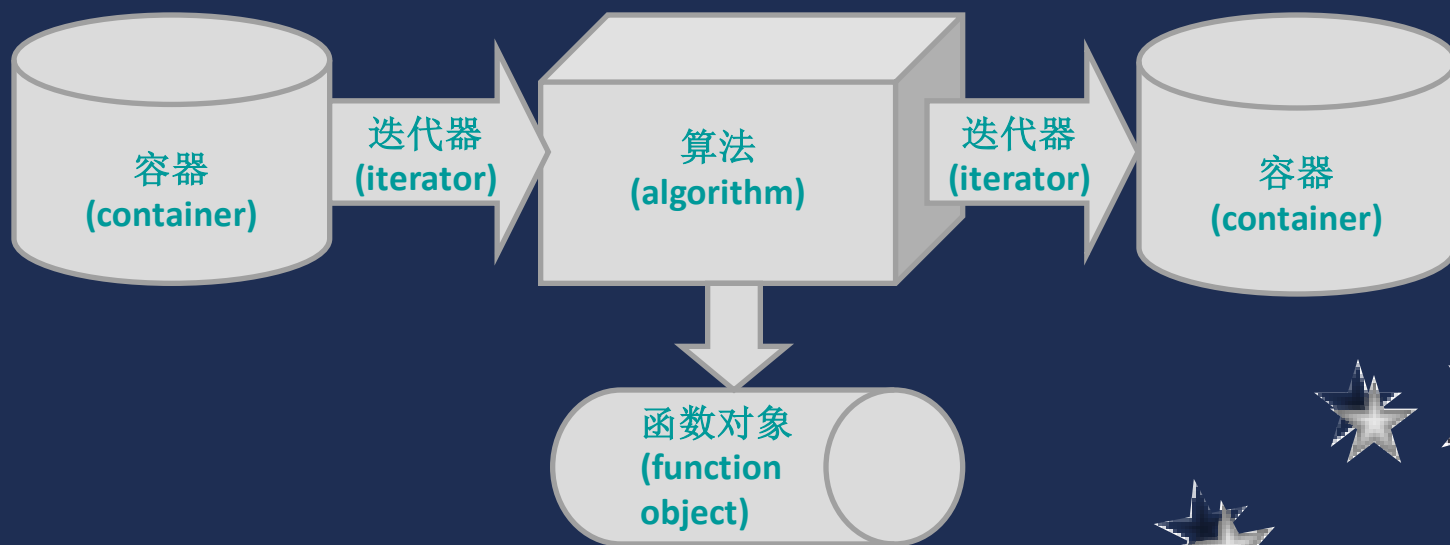 容器
(container)
迭代器
(iterator)
算法
(algorithm)
迭代器
(iterator)
容器
(container)
函数对象
(function
object)